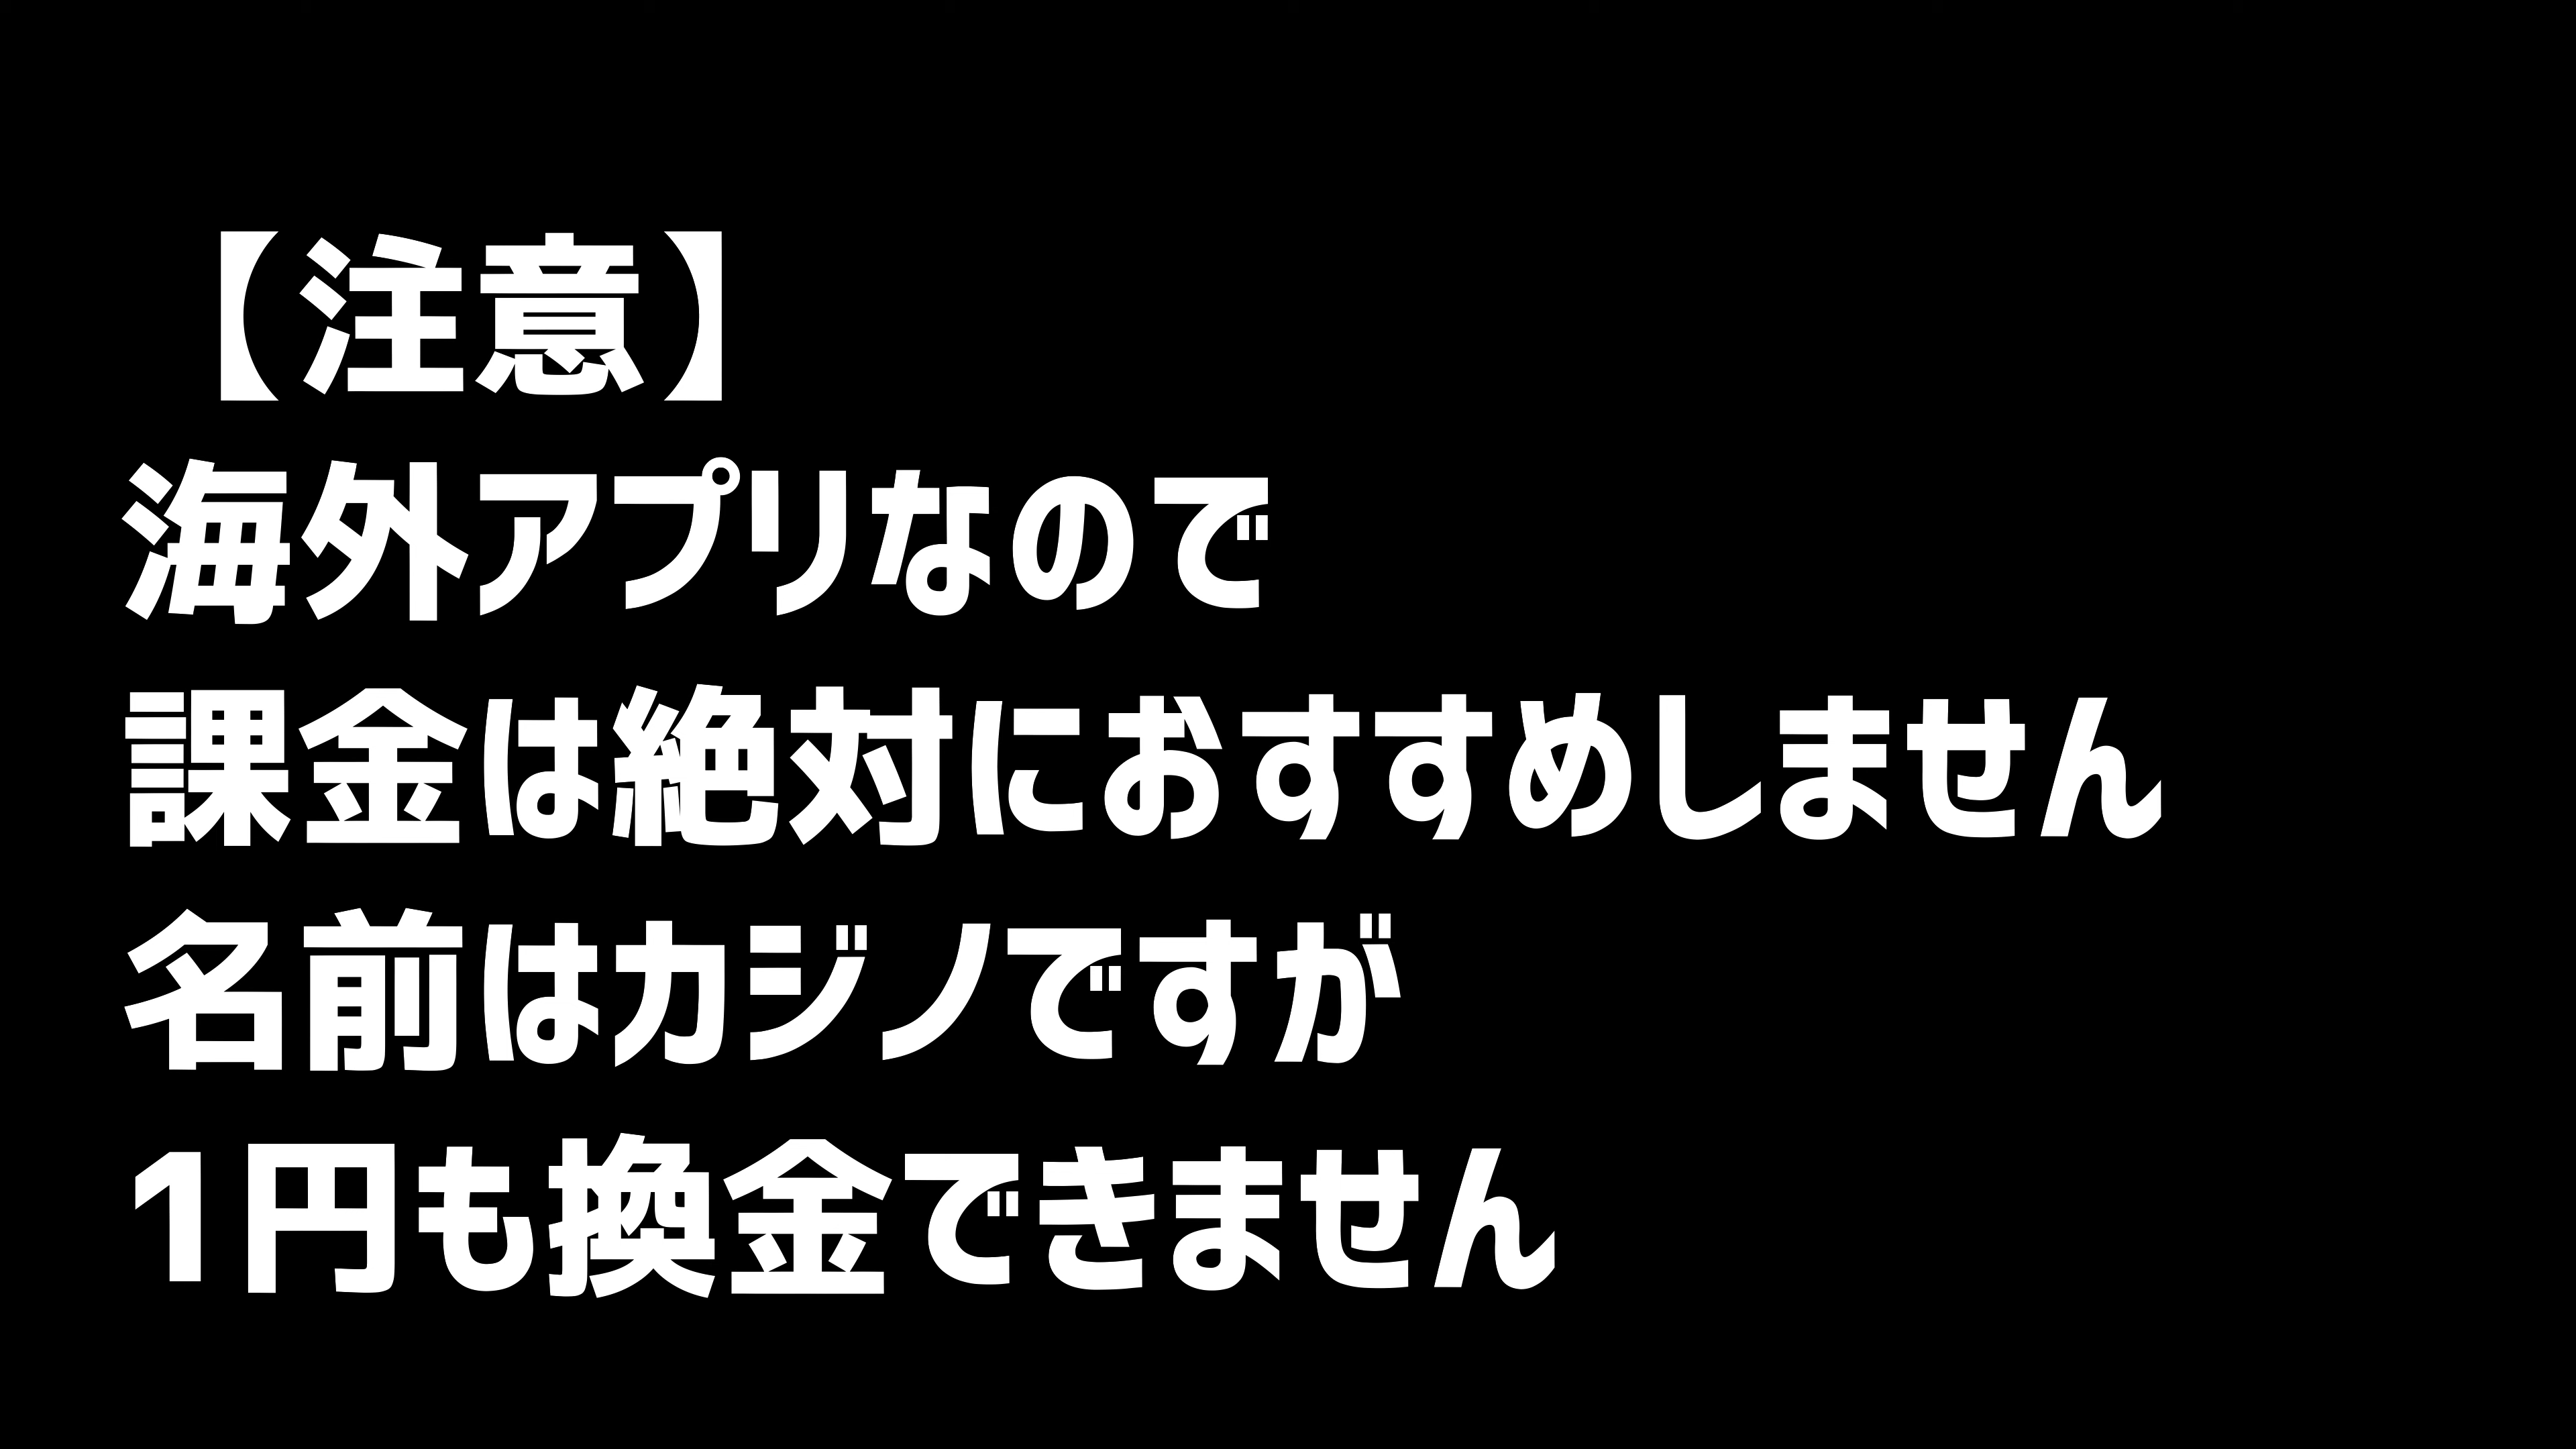 【注意】
海外アプリなので
課金は絶対におすすめしません
名前はカジノですが
1円も換金できません